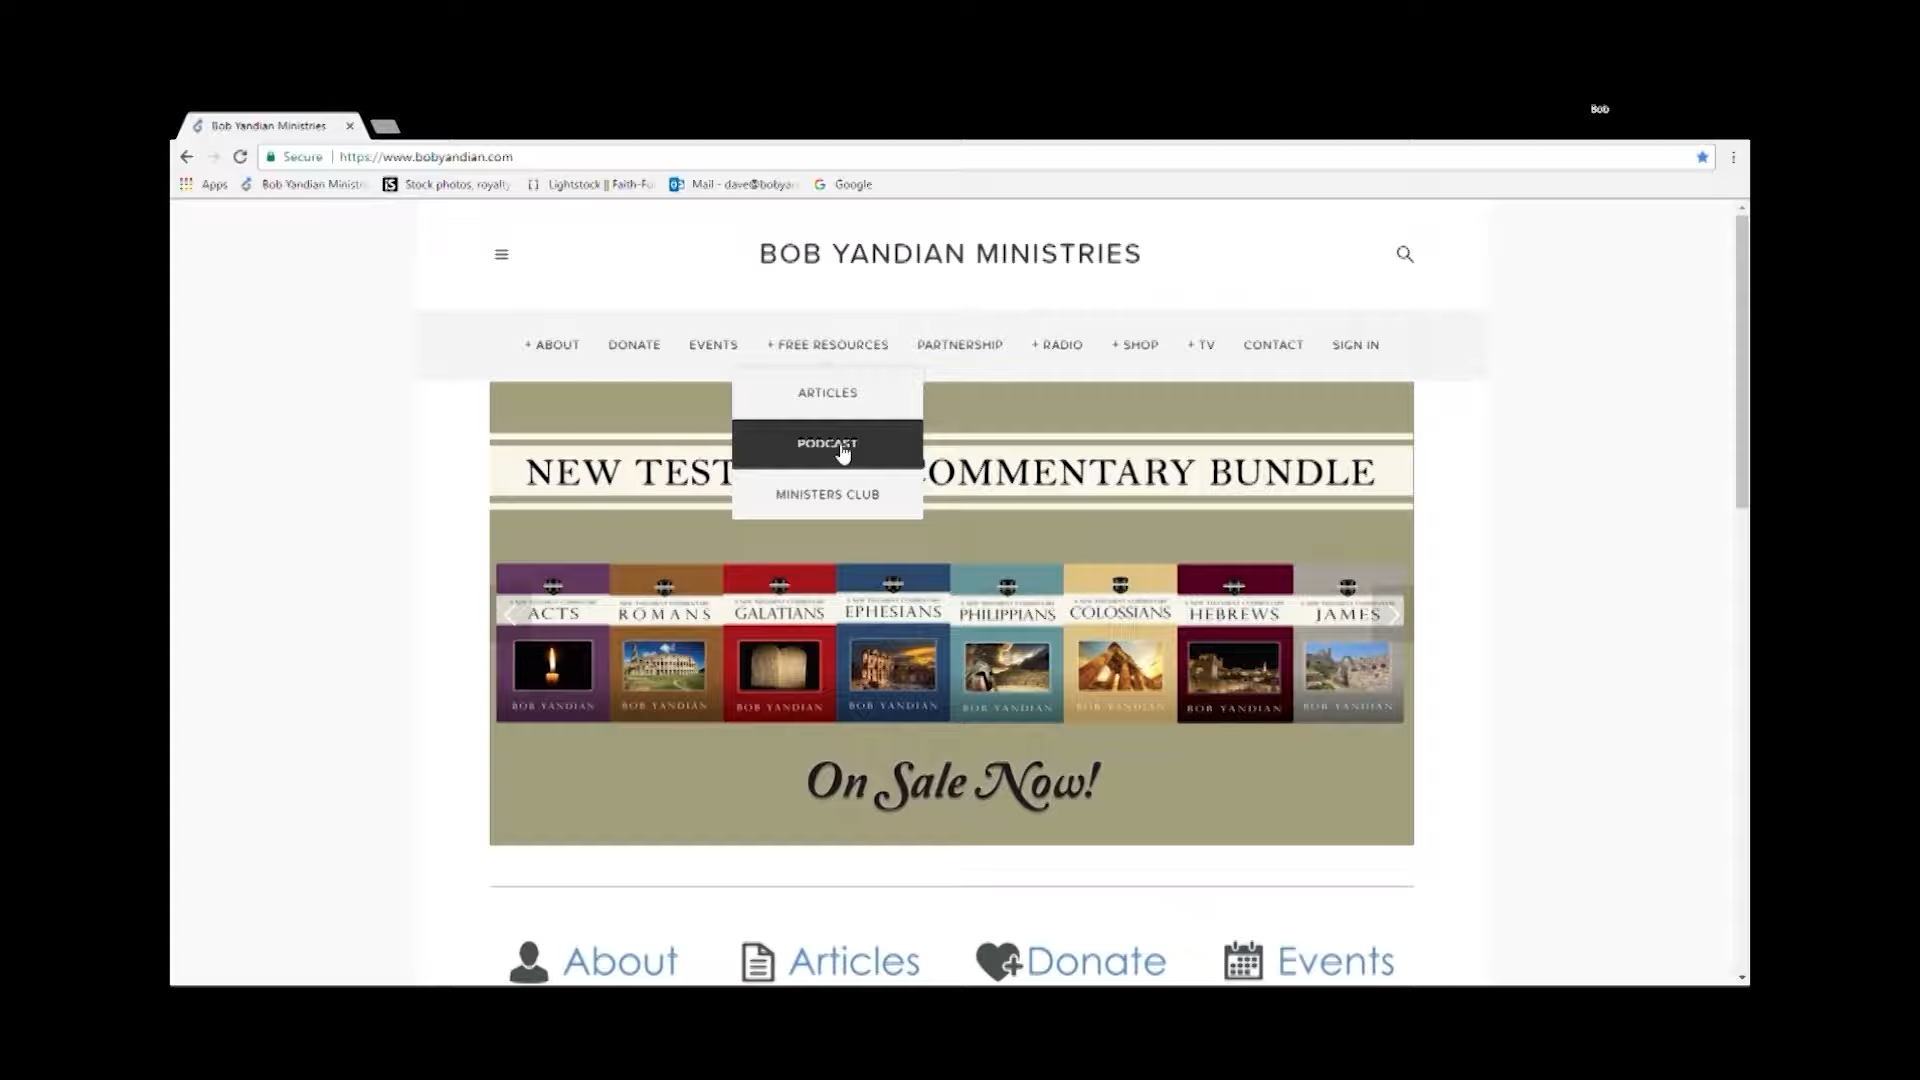 Bob
Bob Yandian Ministries
Secure | https://www.bobyandian.com
Apps Bob Yandian Ministr Stock photos, royalty Lightstock || Faith-Fo Mail - dave@bobya Google
BOB YANDIAN MINISTRIES
+ ABOUT DONATE EVENTS + FREE RESOURCES PARTNERSHIP + RADIO + SHOP + TV CONTACT SIGN IN
ARTICLES
PODCAST
MINISTERS CLUB
NEW TEST OMMENTARY BUNDLE
ACTS ROMANS GALATIANS EPHESIANS PHILIPPIANS COLOSSIANS HEBREWS JAMES
BOB YANDIAN BOB YANDIAN BOB YANDIAN BOB YANDIAN BOB YANDIAN BOB YANDIAN BOB YANDIAN BOB YANDIAN
On Sale Now!
About Articles Donate Events